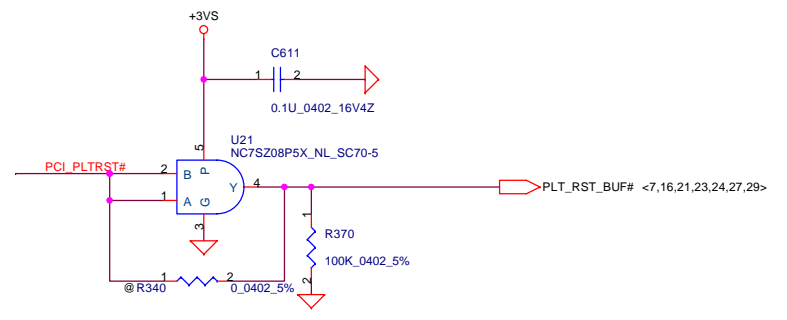 +3VS
C611
1
2
0.1U_0402_16V4Z
5
U21
NC7SZ08P5X_NL_SC70-5
PCI_PLTRST#
2
B
P
Y
4
1
A
G
3
PLT_RST_BUF# <7,16,21,23,24,27,29>
1
R370
100K_0402_5%
2
1
2
@R340
0_0402_5%